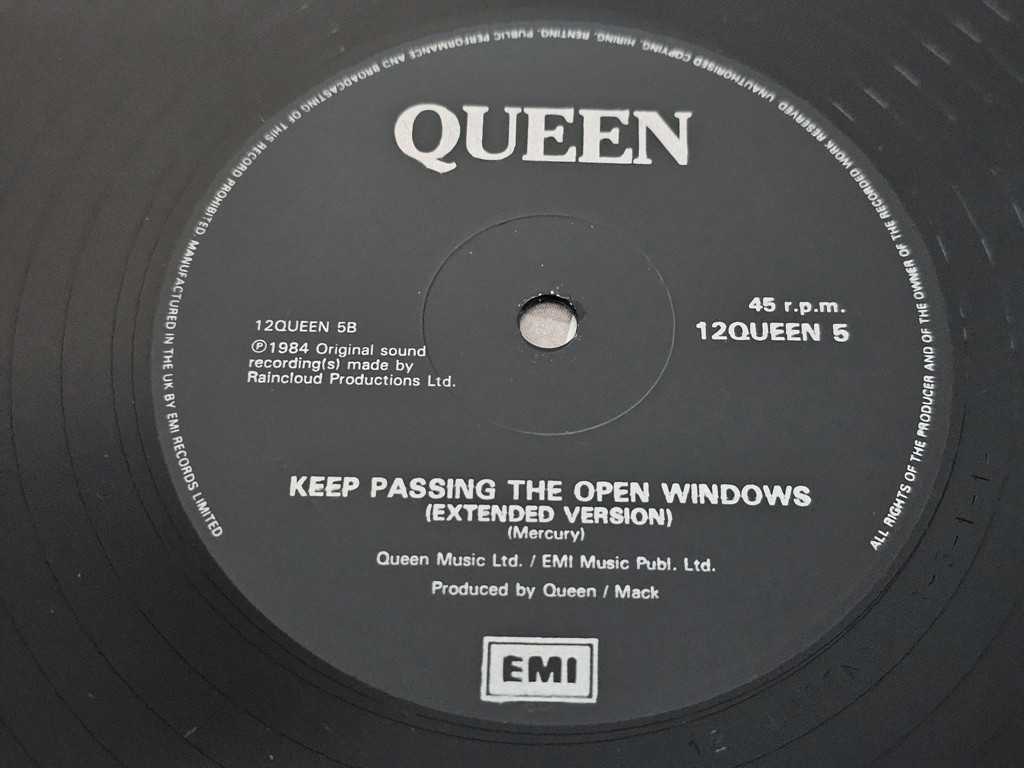 ALL RIGHTS OF THE PRODUCER AND OF THE OWNER OF THE RECORDED WORK RESERVED UNAUTHORISED COPYING, HIRING, RENTING, PUBLIC PERFORMANCE AND BROADCASTING OF THIS RECORD PROHIBITED MANUFACTURED IN THE UK BY EMI RECORDS LIMITED
QUEEN
45 r.p.m.
12QUEEN 5
12QUEEN 5B
℗1984 Original sound
recording(s) made by
Raincloud Productions Ltd.
KEEP PASSING THE OPEN WINDOWS
(EXTENDED VERSION)
(Mercury)
Queen Music Ltd. / EMI Music Publ. Ltd.
Produced by Queen / Mack
EMI